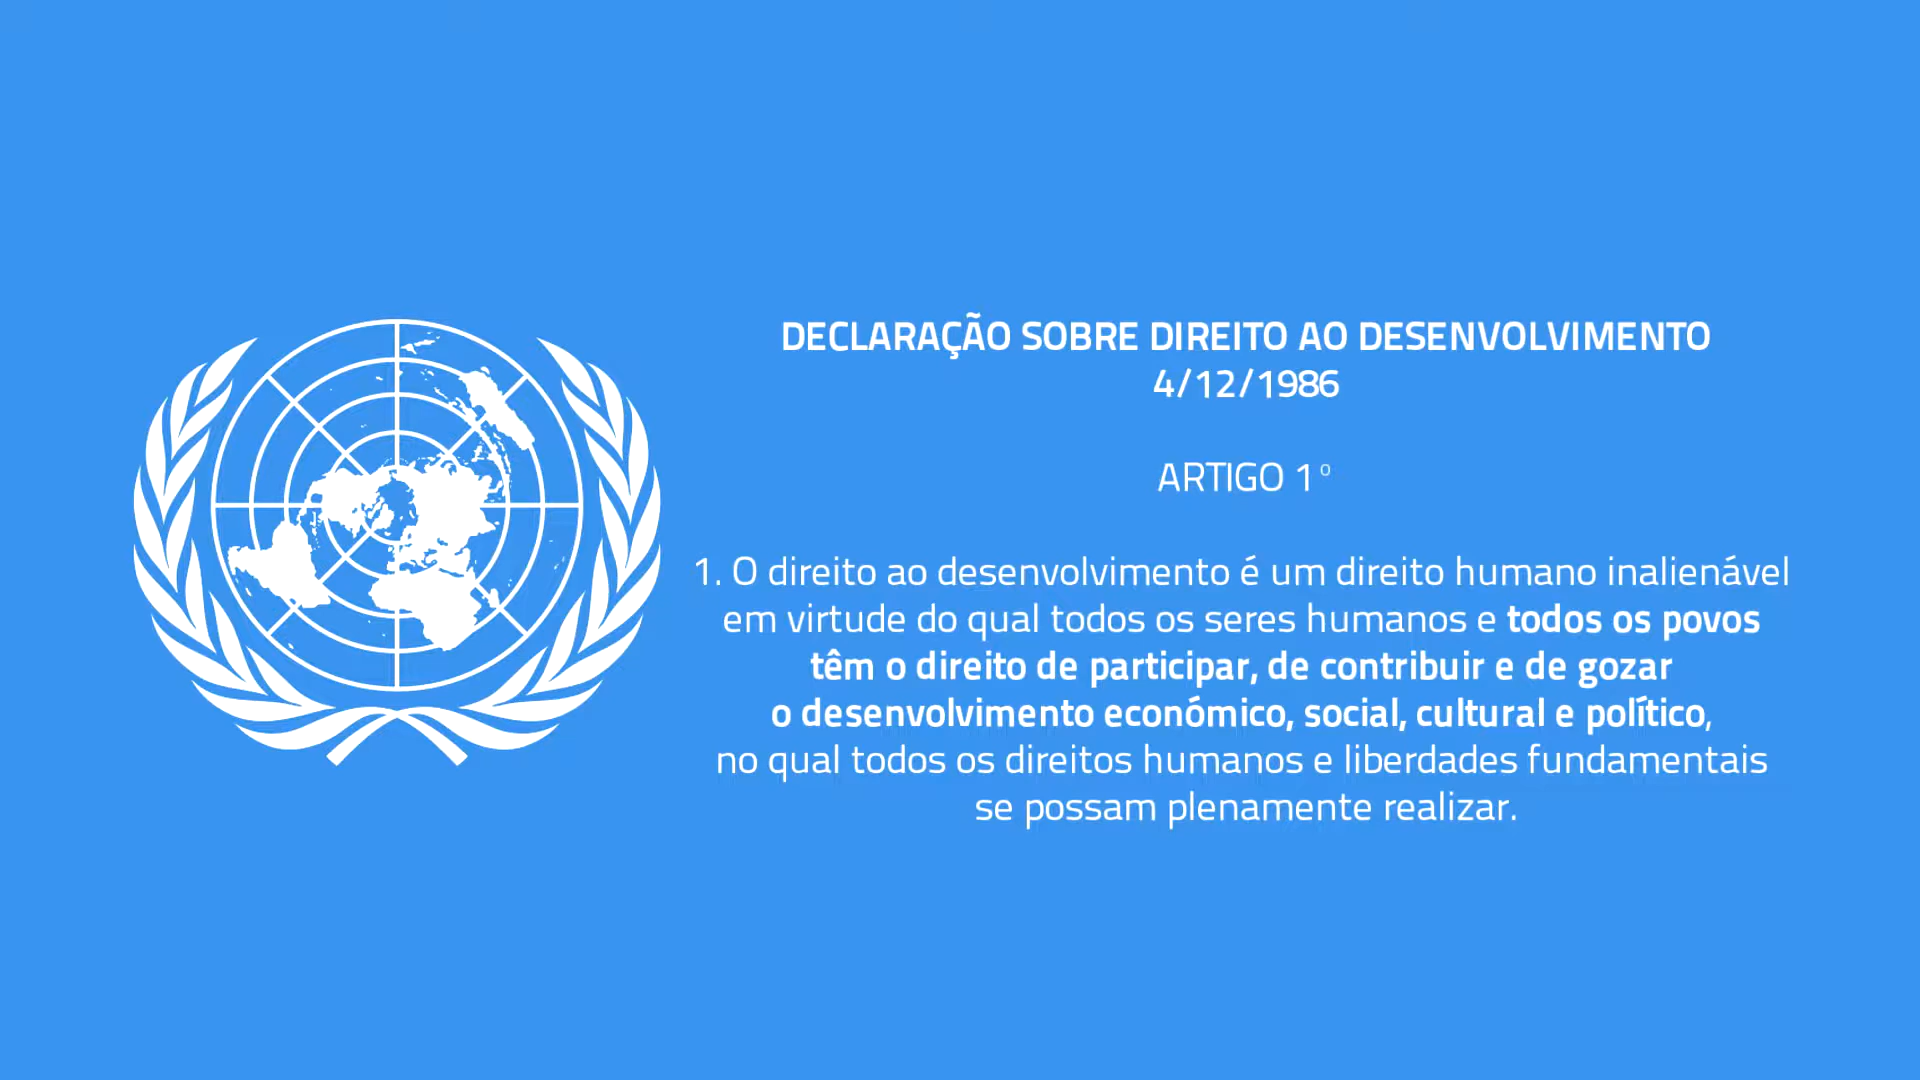 DECLARAÇÃO SOBRE DIREITO AO DESENVOLVIMENTO
4/12/1986
ARTIGO 1º
1. O direito ao desenvolvimento é um direito humano inalienável
em virtude do qual todos os seres humanos e todos os povos
têm o direito de participar, de contribuir e de gozar
o desenvolvimento económico, social, cultural e político,
no qual todos os direitos humanos e liberdades fundamentais
se possam plenamente realizar.